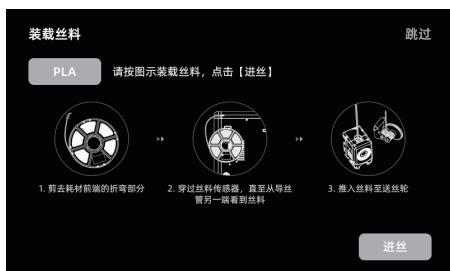 装载丝料
跳过
PLA
请按图示装载丝料，点击【进丝】
1. 剪去耗材前端的折弯部分
2. 穿过丝料传感器，直至从导丝
管另一端看到丝料
3. 推入丝料至送丝轮
进丝